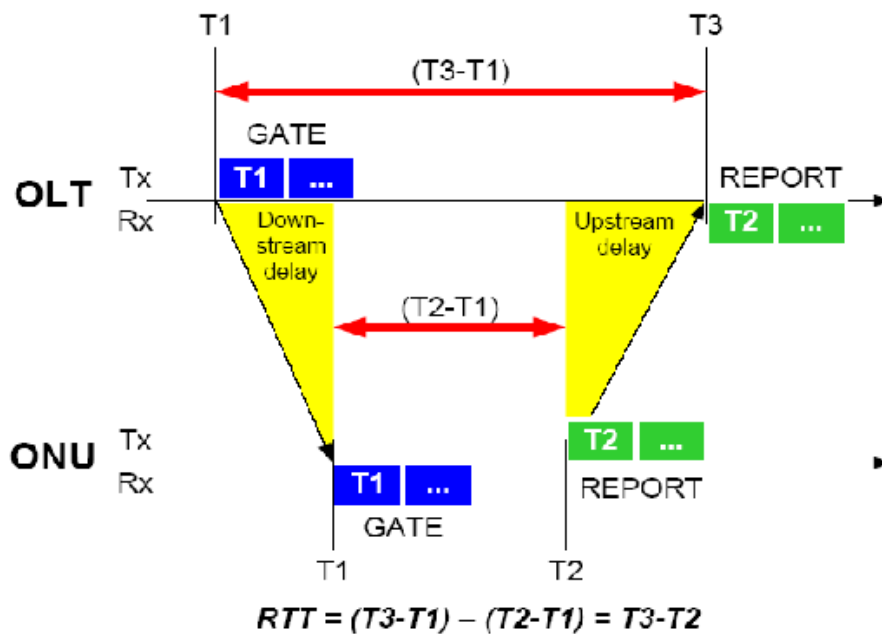 T1 T3
(T3-T1)
GATE
OLT Tx T1 ... REPORT
Rx T2 ...
Down-
stream
delay
Upstream
delay
(T2-T1)
ONU Tx T2 ...
Rx T1 ... REPORT
GATE
T1 T2
RTT = (T3-T1) – (T2-T1) = T3-T2